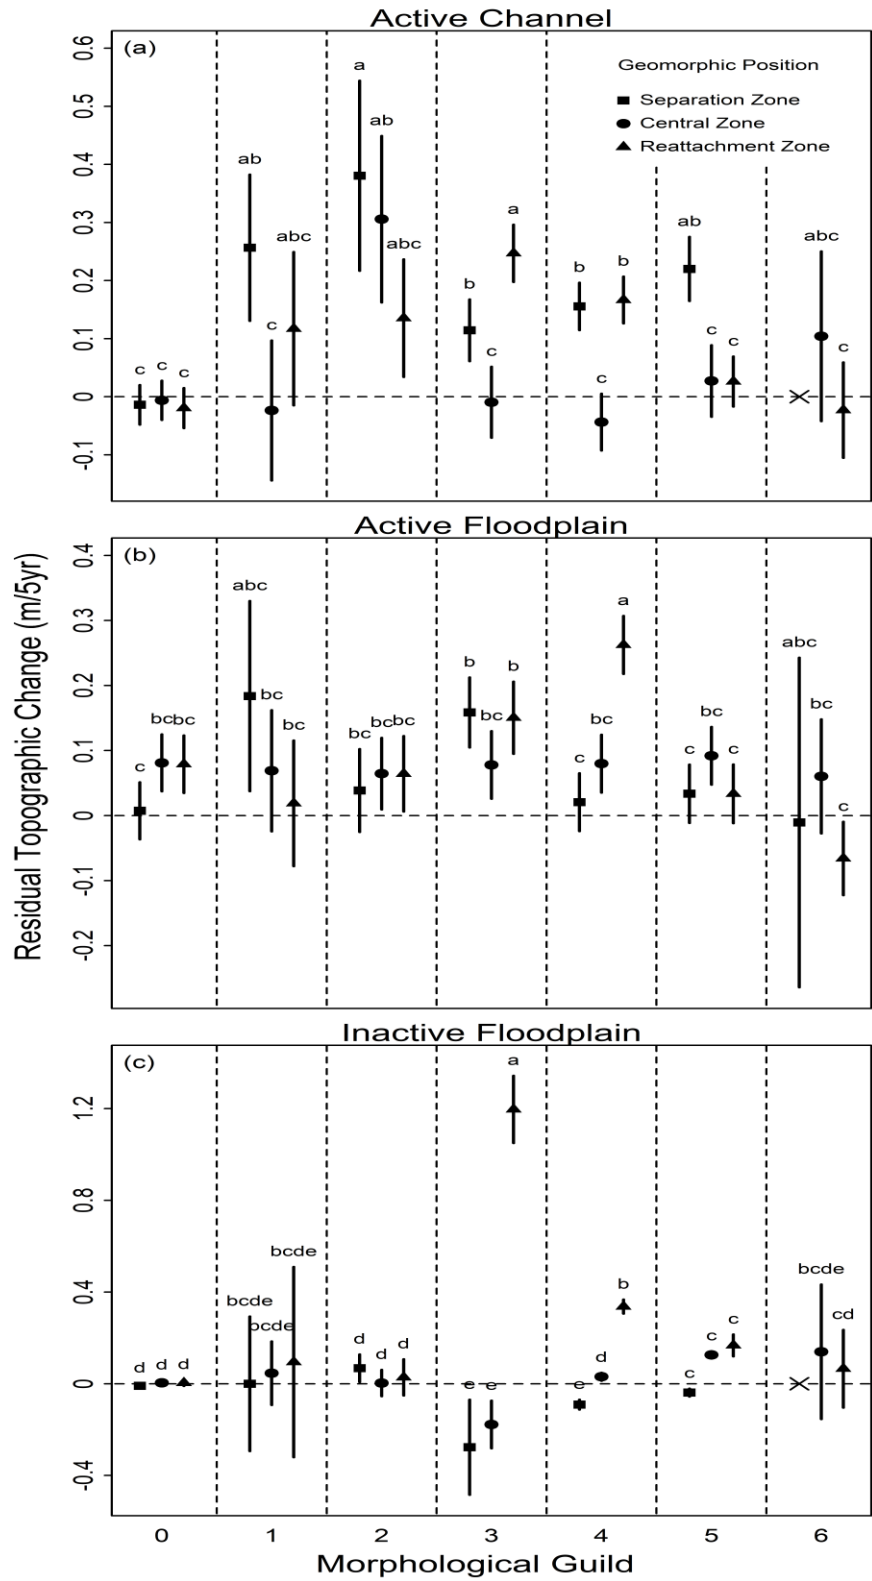 Active Channel
(a)
Geomorphic Position
Separation Zone
Central Zone
Reattachment Zone
0.6
0.5
0.4
0.3
0.2
0.1
0
-0.1
c c c
ab c abc
a ab abc
b c a
b c b
ab c c
abc c
Active Floodplain
(b)
0.4
0.3
0.2
0.1
0
-0.1
-0.2
c bc bc
abc bc bc
bc bc bc
b bc b
c bc a
c bc c
abc bc c
Residual Topographic Change (m/5yr)
Inactive Floodplain
(c)
1.2
0.8
0.4
0
-0.4
d d d
bcde bcde bcde
d d d
e e a
e d b
c c c
bcde cd
0 1 2 3 4 5 6
Morphological Guild